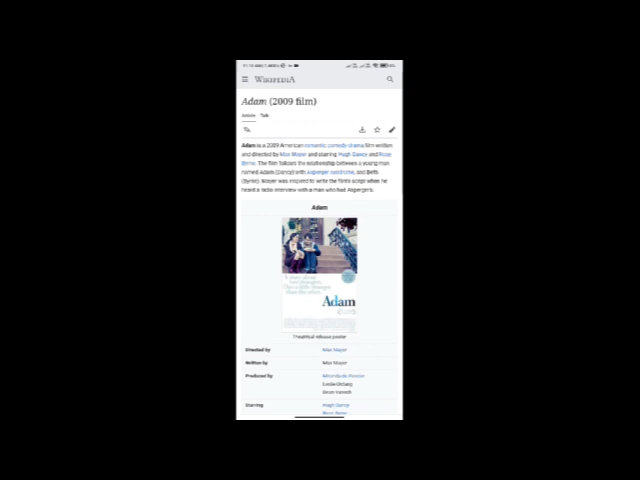 WIKIPEDIA
Adam (2009 film)
Article Talk
Adam is a 2009 American romantic comedy-drama film written
and directed by Max Mayer and starring Hugh Dancy and Rose
Byrne. The film follows the relationship between a young man
named Adam (Dancy) with Asperger syndrome, and Beth
(Byrne). Mayer was inspired to write the film's script when he
heard a radio interview with a man who had Asperger's.
Adam
Adam
Theatrical release poster
Directed by Max Mayer
Written by Max Mayer
Produced by
Starring Hugh Dancy
Rose Byrne